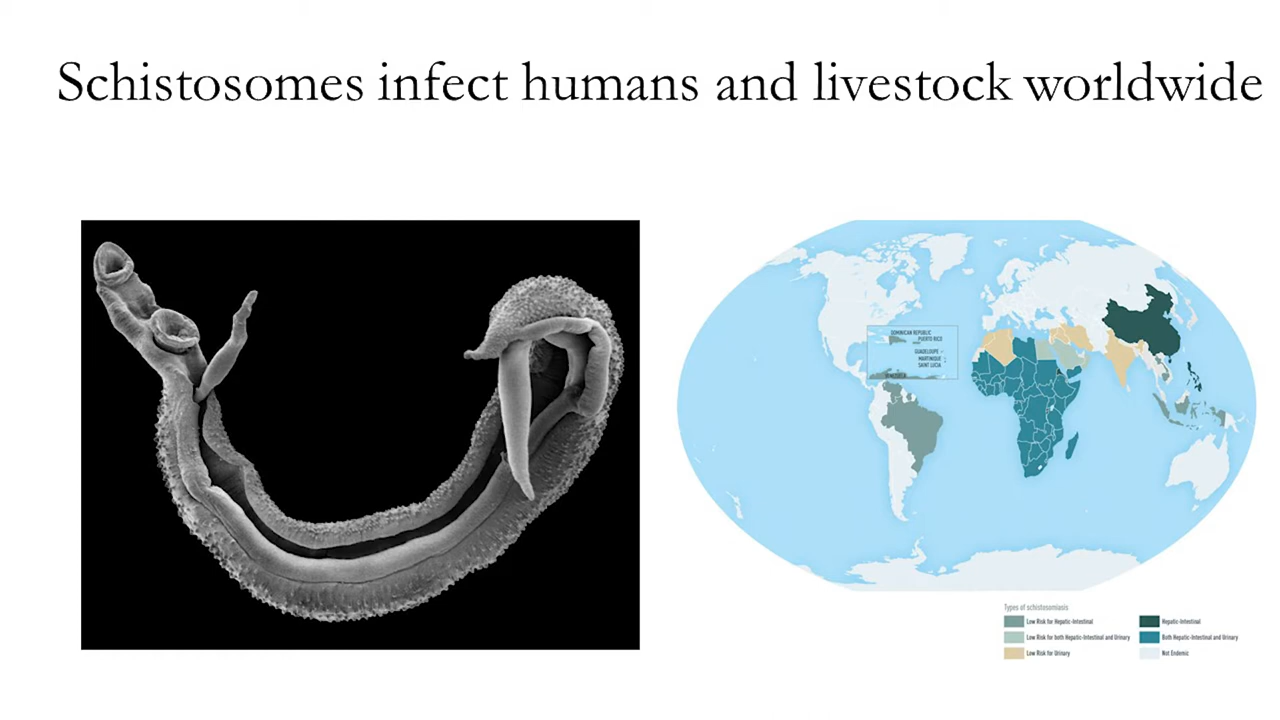 Schistosomes infect humans and livestock worldwide
DOMINICAN REPUBLIC
PUERTO RICO
GUADELOUPE
MARTINIQUE
SAINT LUCIA
VENEZUELA
Types of schistosomiasis
Low Risk for Hepatic-Intestinal
Low Risk for both Hepatic-Intestinal and Urinary
Low Risk for Urinary
Hepatic-Intestinal
Both Hepatic-Intestinal and Urinary
Not Endemic